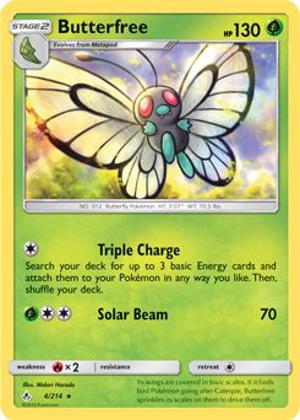 STAGE 2 Butterfree HP 130
Evolves from Metapod
NO. 012 Butterfly Pokémon HT: 3'07" WT: 70.5 lbs.
Triple Charge
Search your deck for up to 3 basic Energy cards and
attach them to your Pokémon in any way you like. Then,
shuffle your deck.
Solar Beam 70
weakness ×2 resistance retreat
Illus. Midori Harada
4/214 ★
©2019 Pokémon
Its wings are covered in toxic scales. If it finds
bird Pokémon going after Caterpie, Butterfree
sprinkles its scales on them to drive them off.